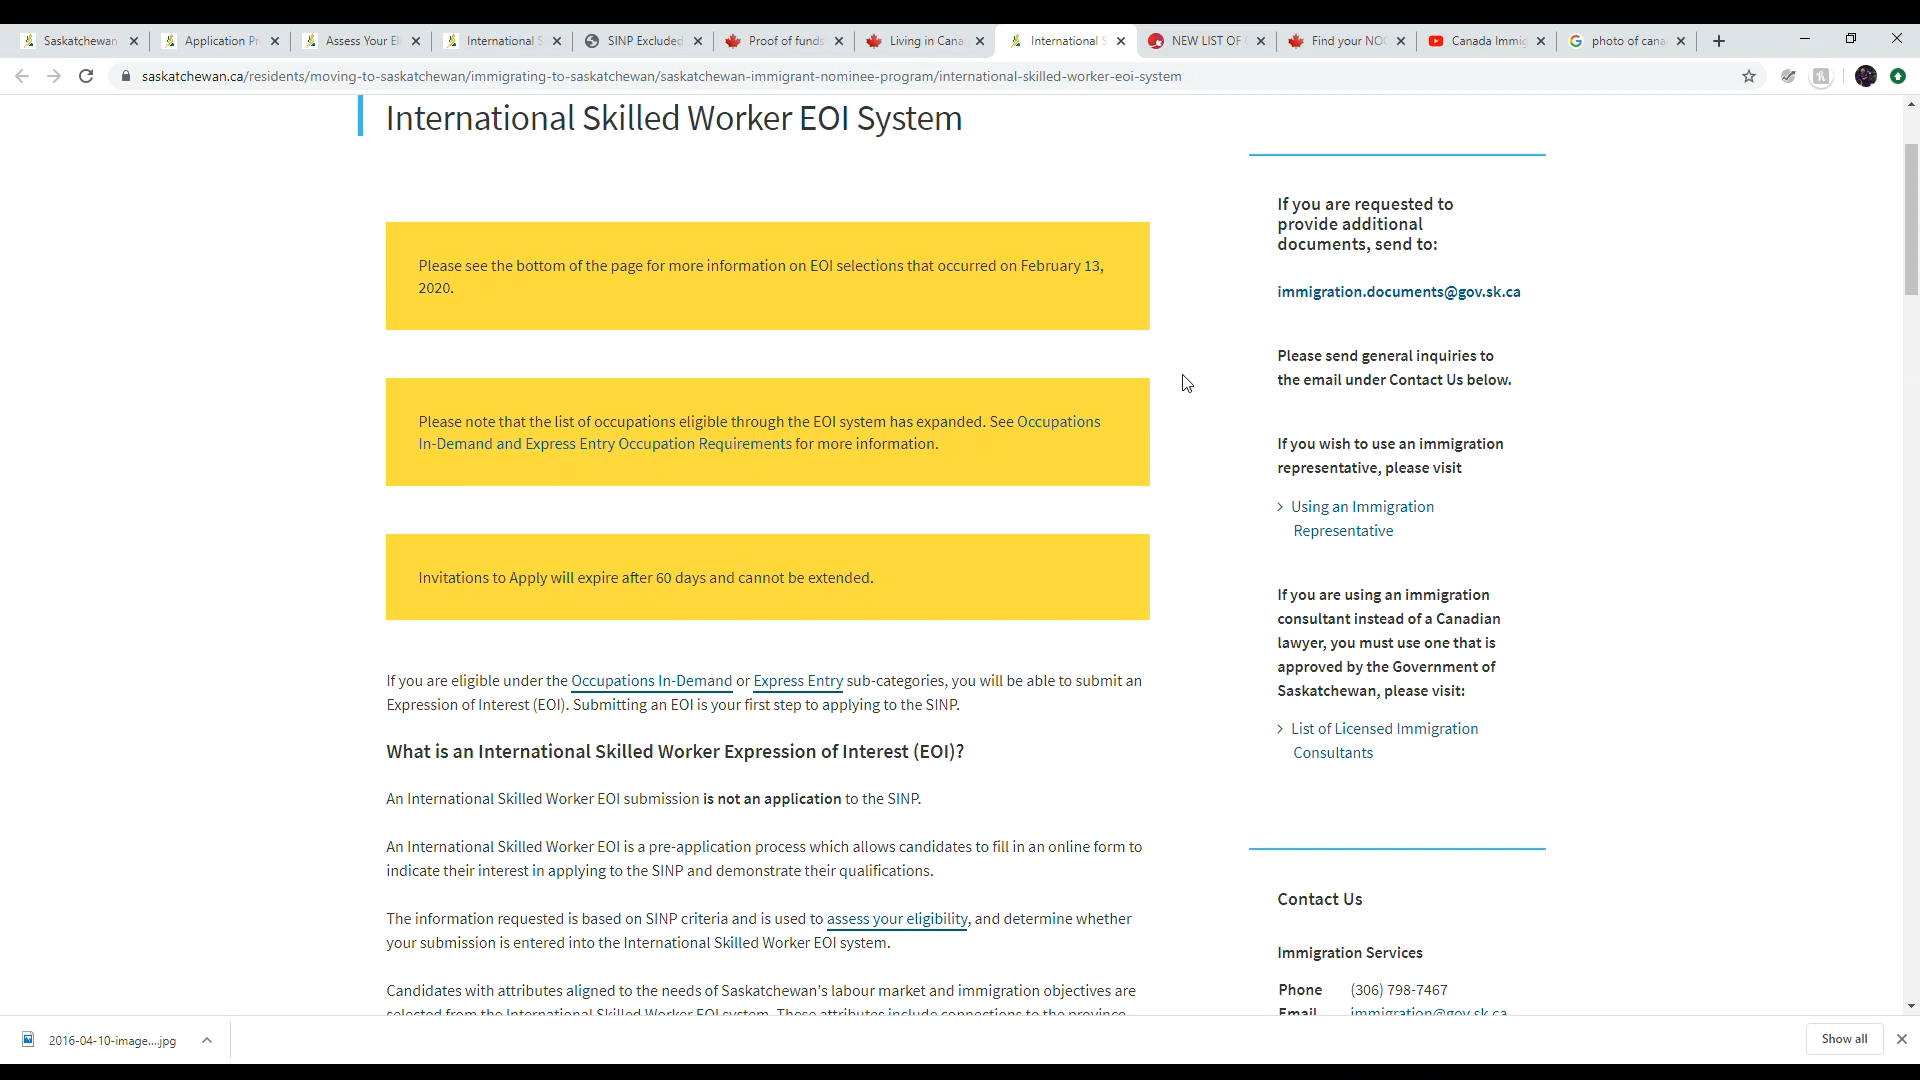 Saskatchewan
Application Pr
Assess Your El
International S
SINP Excluded
Proof of funds
Living in Cana
International S
NEW LIST OF
Find your NOC
Canada Immig
photo of cana
saskatchewan.ca/residents/moving-to-saskatchewan/immigrating-to-saskatchewan/saskatchewan-immigrant-nominee-program/international-skilled-worker-eoi-system
International Skilled Worker EOI System
Please see the bottom of the page for more information on EOI selections that occurred on February 13,
2020.
Please note that the list of occupations eligible through the EOI system has expanded. See Occupations
In-Demand and Express Entry Occupation Requirements for more information.
Invitations to Apply will expire after 60 days and cannot be extended.
If you are eligible under the Occupations In-Demand or Express Entry sub-categories, you will be able to submit an
Expression of Interest (EOI). Submitting an EOI is your first step to applying to the SINP.
What is an International Skilled Worker Expression of Interest (EOI)?
An International Skilled Worker EOI submission is not an application to the SINP.
An International Skilled Worker EOI is a pre-application process which allows candidates to fill in an online form to
indicate their interest in applying to the SINP and demonstrate their qualifications.
The information requested is based on SINP criteria and is used to assess your eligibility, and determine whether
your submission is entered into the International Skilled Worker EOI system.
Candidates with attributes aligned to the needs of Saskatchewan's labour market and immigration objectives are
selected from the International Skilled Worker EOI system. These attributes include connections to the province
If you are requested to
provide additional
documents, send to:
immigration.documents@gov.sk.ca
Please send general inquiries to
the email under Contact Us below.
If you wish to use an immigration
representative, please visit
> Using an Immigration
Representative
If you are using an immigration
consultant instead of a Canadian
lawyer, you must use one that is
approved by the Government of
Saskatchewan, please visit:
> List of Licensed Immigration
Consultants
Contact Us
Immigration Services
Phone (306) 798-7467
Email immigration@gov.sk.ca
2016-04-10-image....jpg
Show all